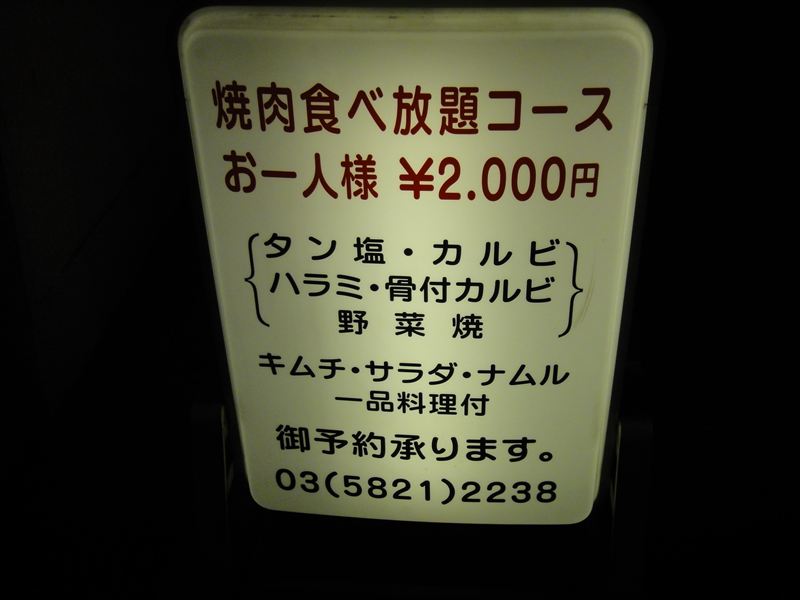 焼肉食べ放題コース
お一人様 ¥2.000円
タン塩・カルビ
ハラミ・骨付カルビ
野菜焼
キムチ・サラダ・ナムル
一品料理付
御予約承ります。
03(5821)2238